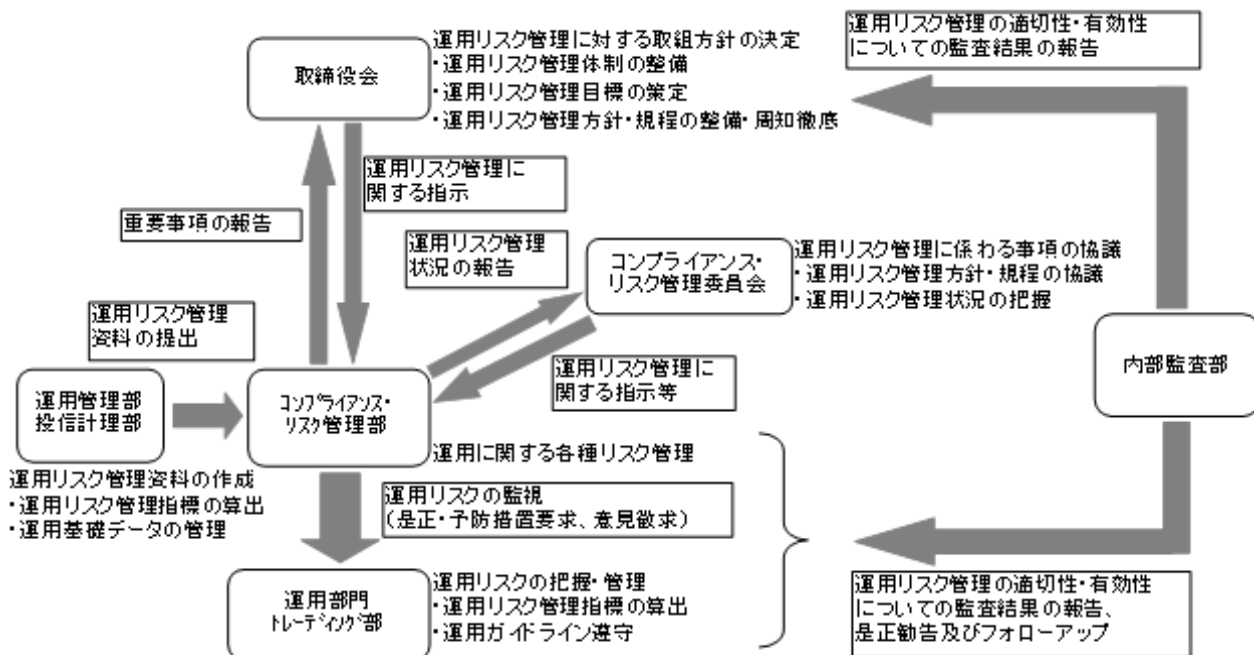 運用リスク管理に対する取組方針の決定
・運用リスク管理体制の整備
・運用リスク管理目標の策定
・運用リスク管理方針・規程の整備・周知徹底
取締役会
運用リスク管理の適切性・有効性
についての監査結果の報告
運用リスク管理に
関する指示
重要事項の報告
運用リスク管理
状況の報告
コンプライアンス・
リスク管理委員会
運用リスク管理に係わる事項の協議
・運用リスク管理方針・規程の協議
・運用リスク管理状況の把握
運用リスク管理
資料の提出
運用リスク管理に
関する指示等
内部監査部
運用管理部
投信計理部
コンプライアンス・
リスク管理部
運用に関する各種リスク管理
運用リスク管理資料の作成
・運用リスク管理指標の算出
・運用基礎データの管理
運用リスクの監視
(是正・予防措置要求、意見徴求)
運用部門
トレーディング部
運用リスクの把握・管理
・運用リスク管理指標の算出
・運用ガイドライン遵守
運用リスク管理の適切性・有効性
についての監査結果の報告、
是正勧告及びフォローアップ